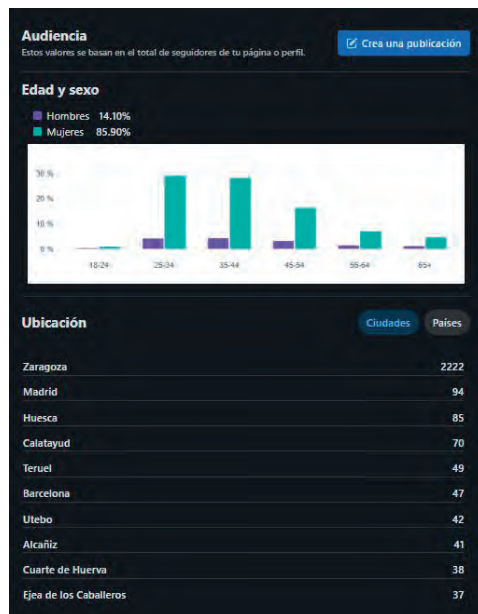 Audiencia
Estos valores se basan en el total de seguidores de tu página o perfil.
Crea una publicación
Edad y sexo
Hombres 14.10%
Mujeres 85.90%
30 %
20 %
10 %
0 %
18-24 25-34 35-44 45-54 55-64 65+
Ubicación
Ciudades Países
Zaragoza 2222
Madrid 94
Huesca 85
Calatayud 70
Teruel 49
Barcelona 47
Utebo 42
Alcañiz 41
Cuarte de Huerva 38
Ejea de los Caballeros 37